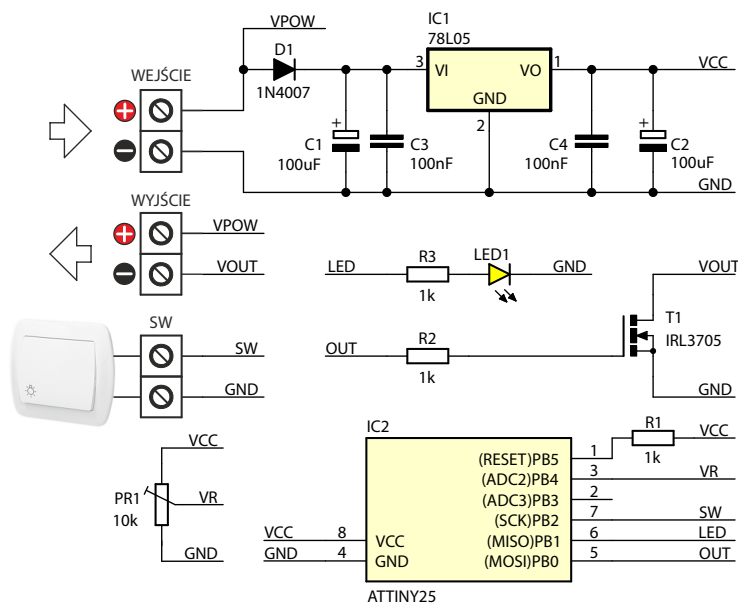 VPOW
IC1
78L05
D1
1N4007
3 VI VO 1
GND
2
VCC
WEJŚCIE
+
-
+
C1
100uF
C3
100nF
C4
100nF
+
C2
100uF
GND
WYJŚCIE
+
-
VPOW
VOUT
LED
R3
1k
LED1
GND
VOUT
SW
SW
GND
OUT
R2
1k
T1
IRL3705
GND
VCC
PR1
10k
VR
GND
IC2
R1
1k
VCC
(RESET)PB5 1
(ADC2)PB4 3 VR
(ADC3)PB3 2
(SCK)PB2 7 SW
VCC 8 VCC (MISO)PB1 6 LED
GND 4 GND (MOSI)PB0 5 OUT
ATTINY25